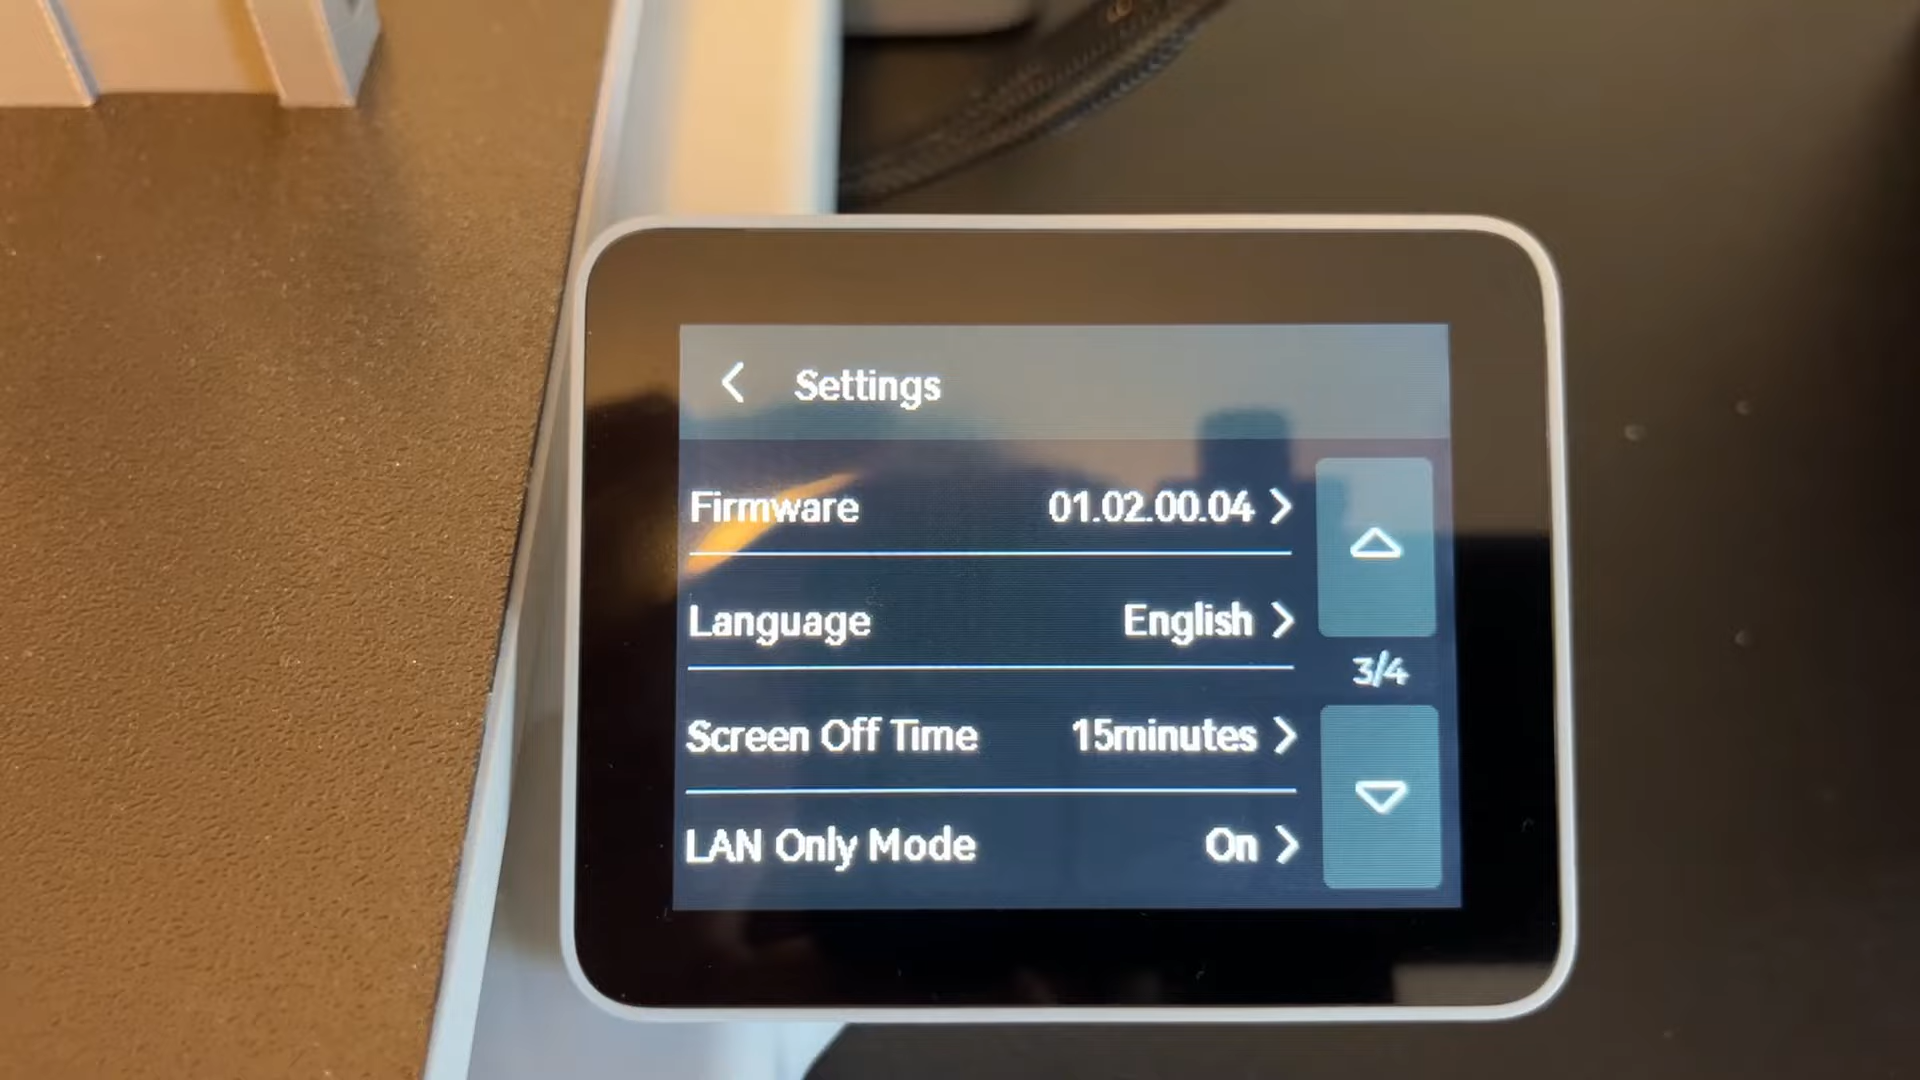 Settings
Firmware 01.02.00.04
Language English
3/4
Screen Off Time 15minutes
LAN Only Mode On